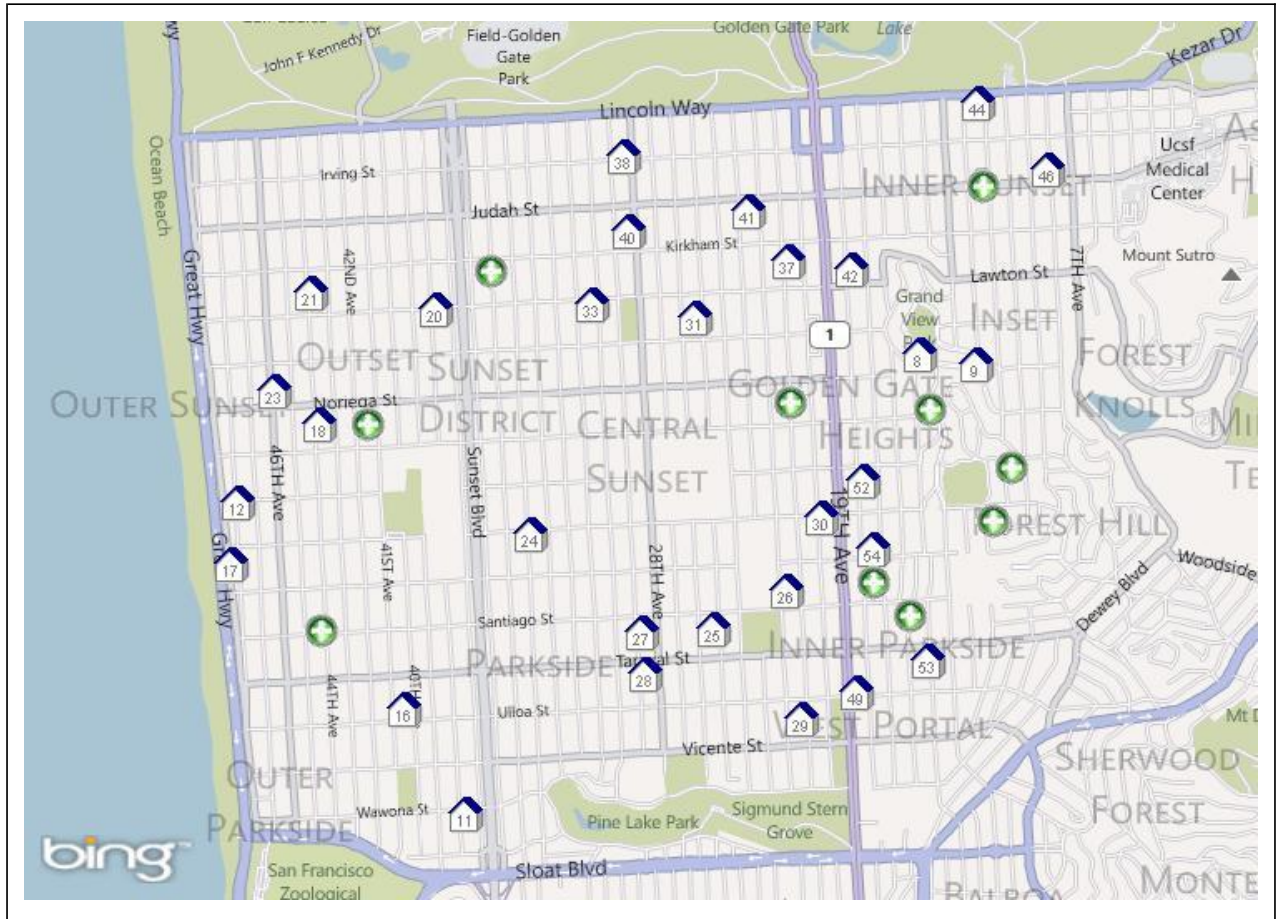 John F Kennedy Dr
Field-Golden
Gate
Park
Golden Gate Park
Lake
Kezar Dr
Lincoln Way
44
Ocean Beach
Irving St
38
46
Ucsf
Medical
Center
INNER SUNSET
Judah St
41
40
Kirkham St
Great Hwy
42ND Ave
37
42
Lawton St
7TH Ave
Mount Sutro
21
20
33
31
Grand
View
1
INSET
8
9
FOREST
KNOLLS
OUTSET
SUNSET
DISTRICT
OUTER SUNSET
23
Noriega St
18
CENTRAL
SUNSET
GOLDEN GATE
HEIGHTS
46TH Ave
Sunset Blvd
12
52
30
19TH Ave
FOREST HILL
24
54
17
Great Hwy
41ST Ave
28TH Ave
Woodside
Dewey Blvd
26
Santiago St
27
25
INNER PARKSIDE
PARKSIDE
Taraval St
28
53
44TH Ave
40TH
16
Ulloa St
29
49
WEST PORTAL
Vicente St
SHERWOOD
FOREST
OUTER
PARKSIDE
Wawona St
11
Pine Lake Park
Sigmund Stern
Grove
bing
Sloat Blvd
San Francisco
Zoological